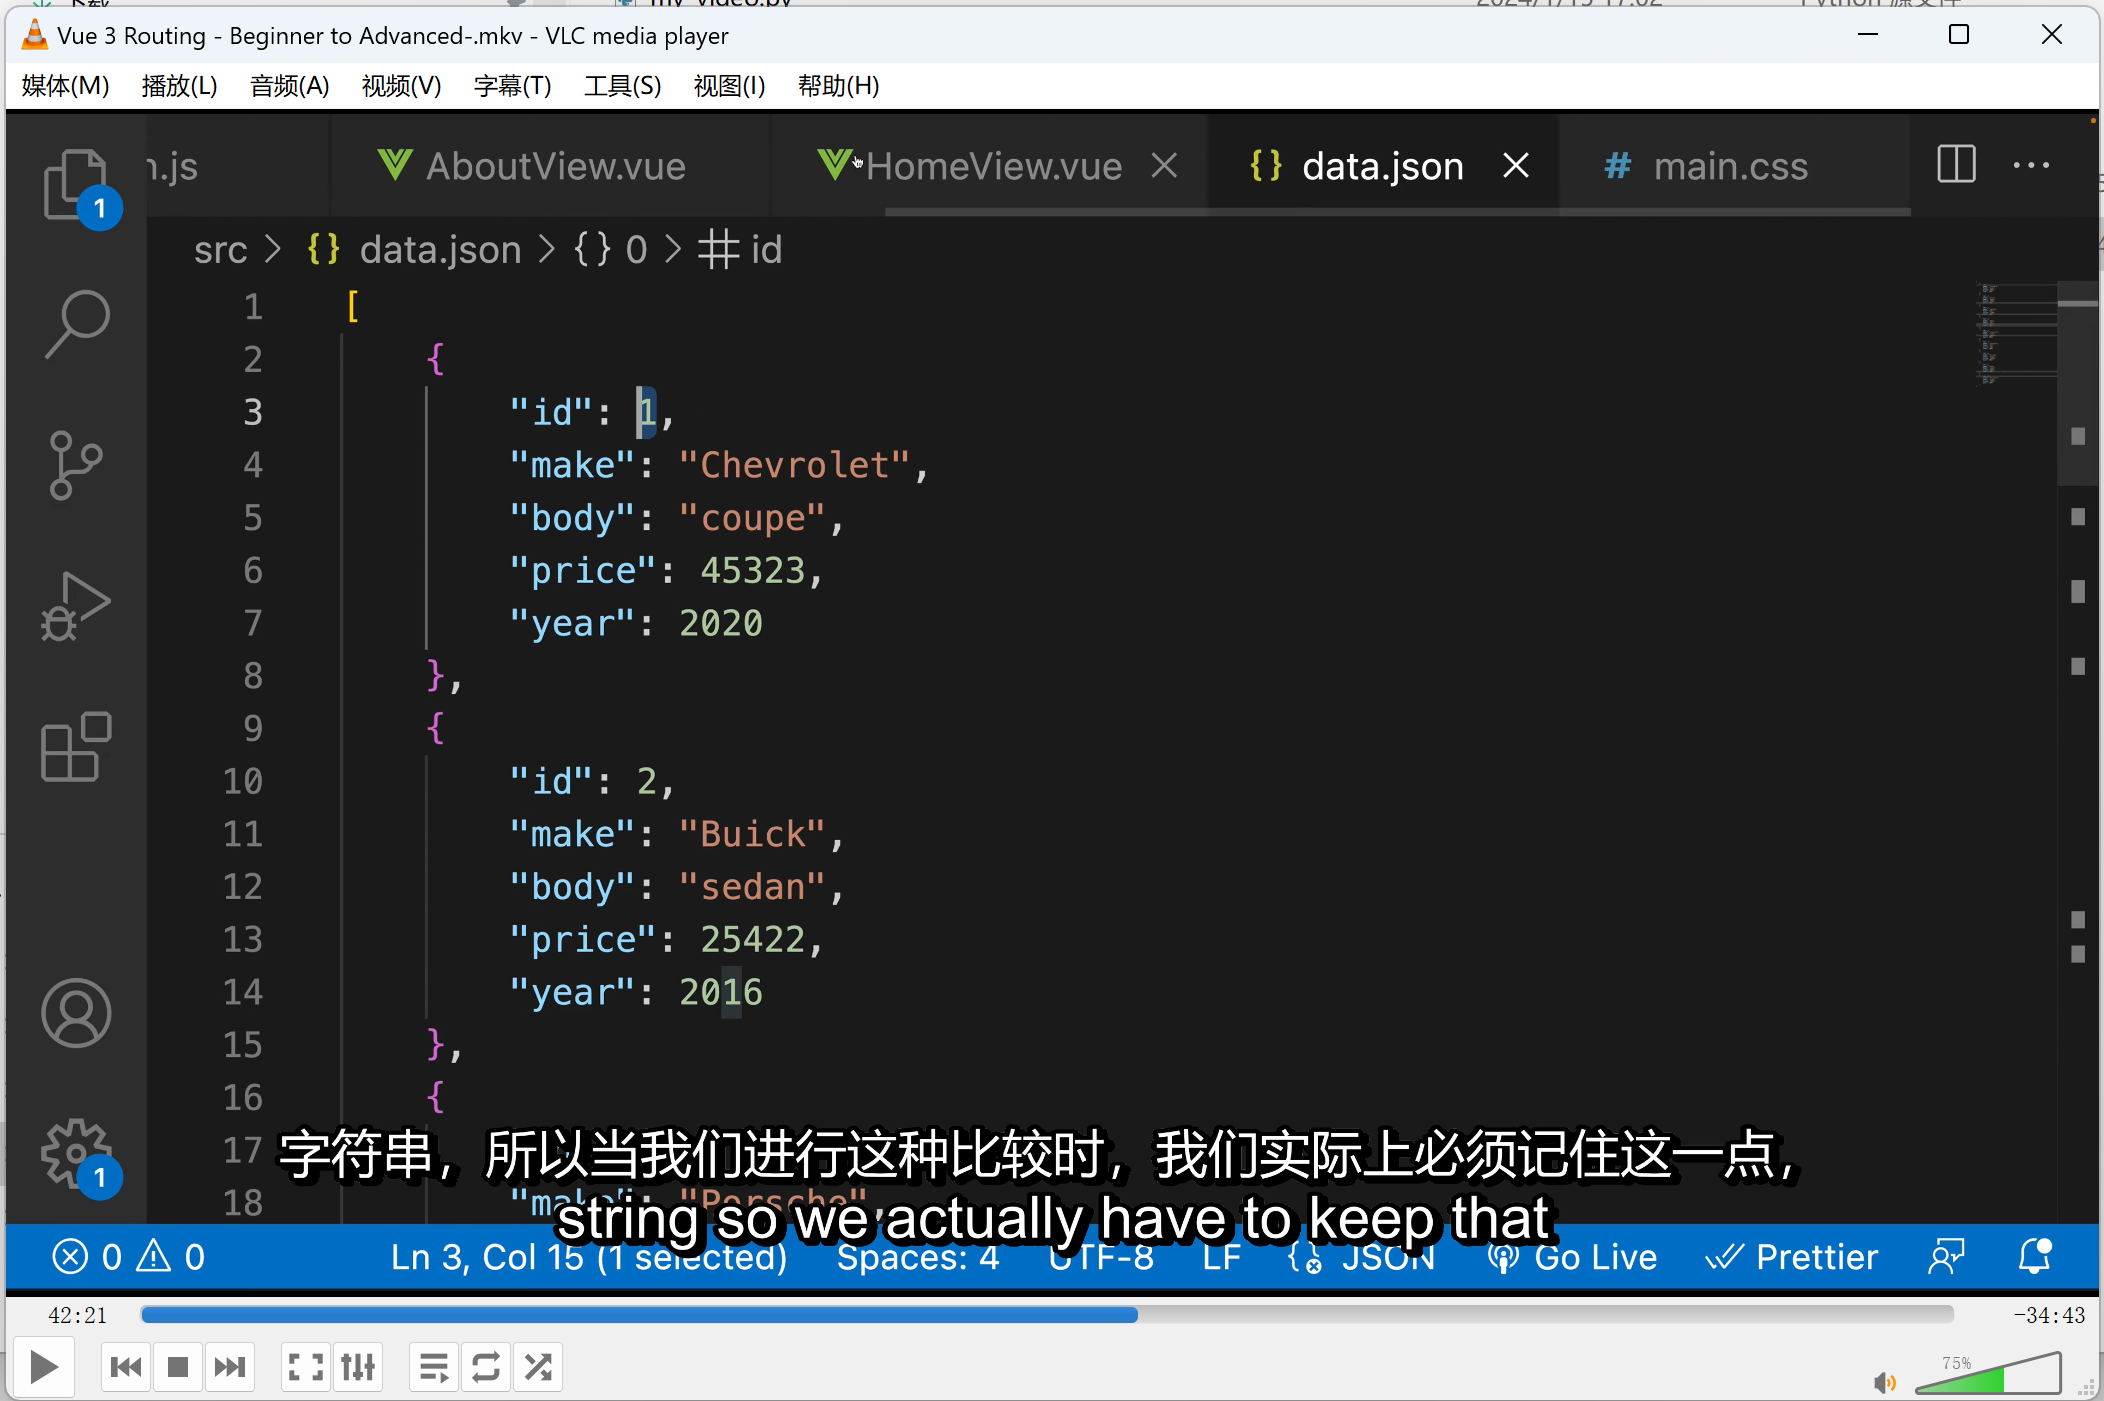 my_video.py
Vue 3 Routing - Beginner to Advanced-.mkv - VLC media player
媒体(M) 播放(L) 音频(A) 视频(V) 字幕(T) 工具(S) 视图(I) 帮助(H)
.js AboutView.vue HomeView.vue {} data.json # main.css
src > {} data.json > {} 0 > # id
1 [
2 {
3 "id": 1,
4 "make": "Chevrolet",
5 "body": "coupe",
6 "price": 45323,
7 "year": 2020
8 },
9 {
10 "id": 2,
11 "make": "Buick",
12 "body": "sedan",
13 "price": 25422,
14 "year": 2016
15 },
16 {
17
18 "make": "Porsche",
字符串，所以当我们进行这种比较时，我们实际上必须记住这一点，
string so we actually have to keep that
0 0 Ln 3, Col 15 (1 selected) Spaces: 4 UTF-8 LF JSON Go Live Prettier
1
1
42:21 -34:43
75%